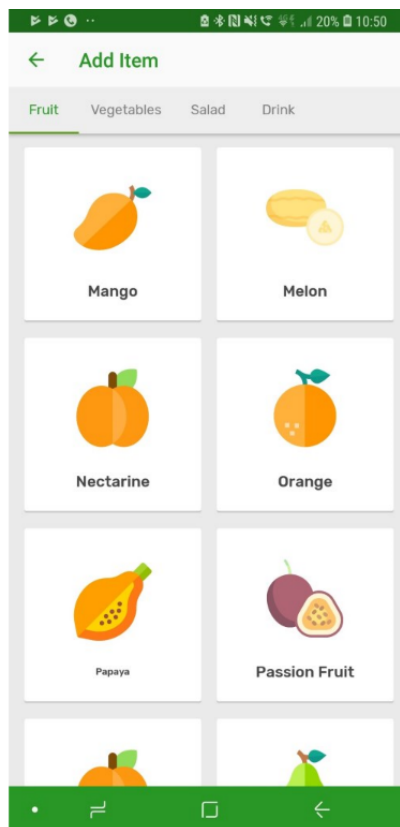 20% 10:50
Add Item
Fruit Vegetables Salad Drink
Mango Melon
Nectarine Orange
Papaya Passion Fruit